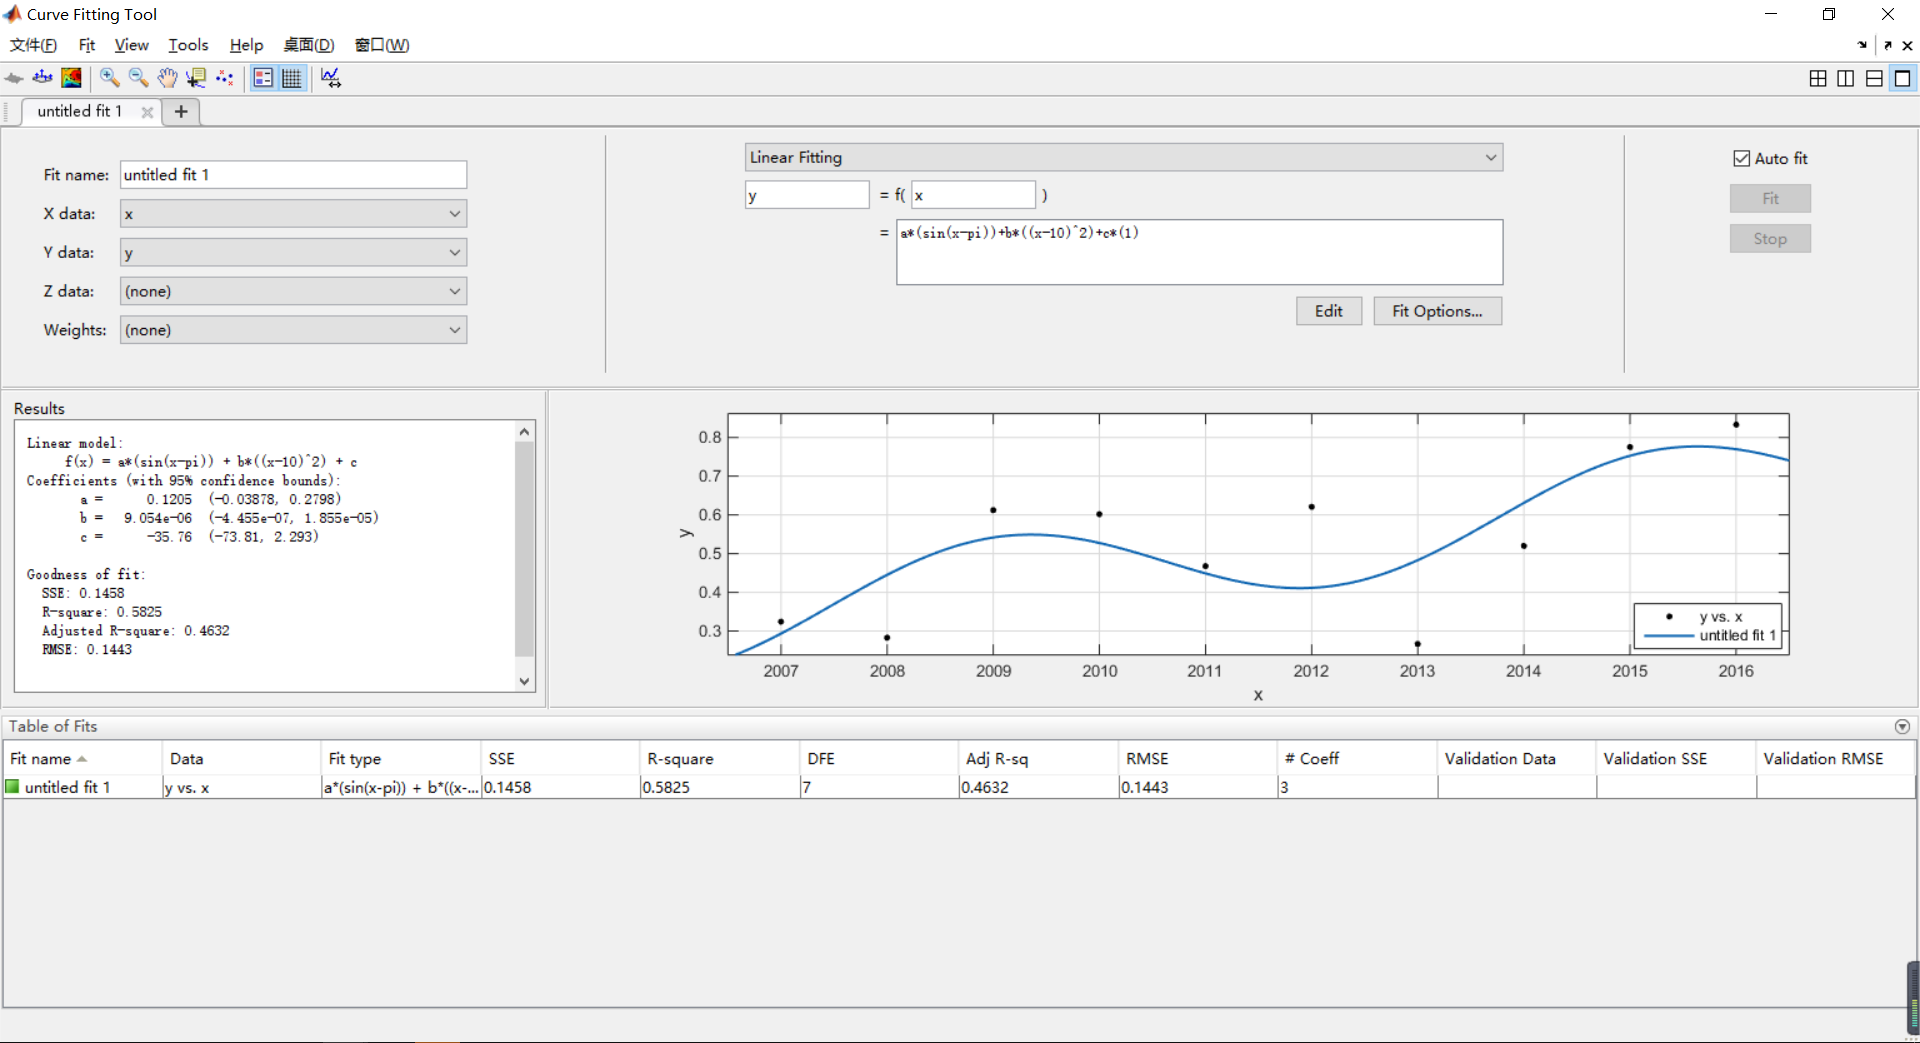 Curve Fitting Tool
文件(F) Fit View Tools Help 桌面(D) 窗口(W)
untitled fit 1
Fit name: untitled fit 1
X data: x
Y data: y
Z data: (none)
Weights: (none)
Linear Fitting
y = f( x )
= a*(sin(x-pi))+b*((x-10)^2)+c*(1)
Edit Fit Options...
Auto fit
Fit
Stop
Results
Linear model:
f(x) = a*(sin(x-pi)) + b*((x-10)^2) + c
Coefficients (with 95% confidence bounds):
a = 0.1205 (-0.03878, 0.2798)
b = 9.054e-06 (-4.455e-07, 1.855e-05)
c = -35.76 (-73.81, 2.293)
Goodness of fit:
SSE: 0.1458
R-square: 0.5825
Adjusted R-square: 0.4632
RMSE: 0.1443
0.8
0.7
0.6
0.5
0.4
0.3
y
y vs. x
untitled fit 1
2007 2008 2009 2010 2011 2012 2013 2014 2015 2016
x
Table of Fits
Fit name Data Fit type SSE R-square DFE Adj R-sq RMSE # Coeff Validation Data Validation SSE Validation RMSE
untitled fit 1 y vs. x a*(sin(x-pi)) + b*((x-... 0.1458 0.5825 7 0.4632 0.1443 3